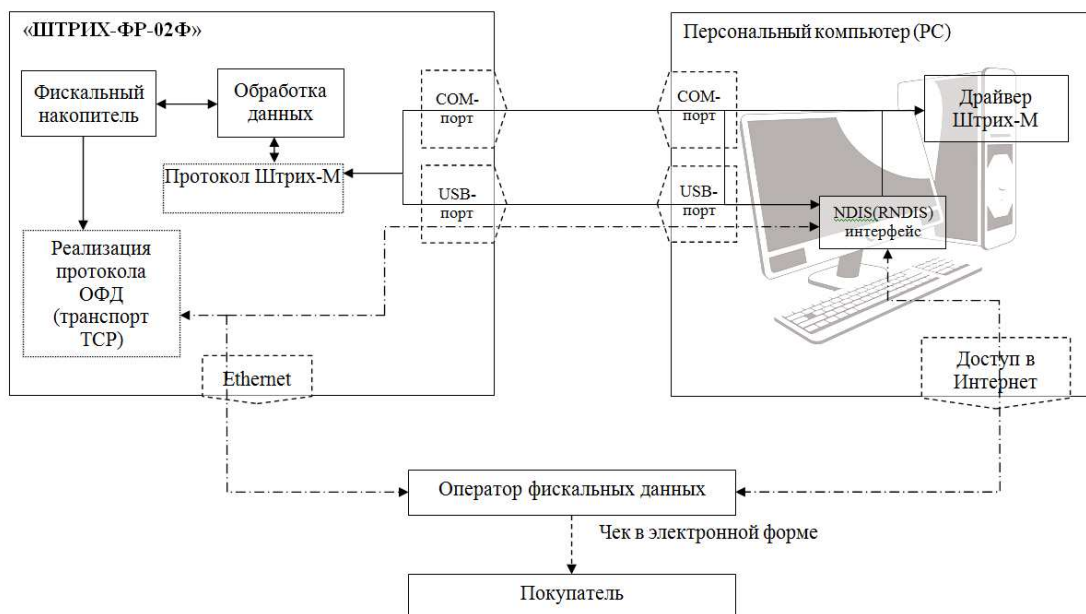 «ШТРИХ-ФР-02Ф»
Фискальный
накопитель
Обработка
данных
Протокол Штрих-М
Реализация
протокола
ОФД
(транспорт
TCP)
Ethernet
COM-
порт
USB-
порт
Персональный компьютер (PC)
COM-
порт
USB-
порт
Драйвер
Штрих-М
NDIS(RNDIS)
интерфейс
Доступ в
Интернет
Оператор фискальных данных
Чек в электронной форме
Покупатель